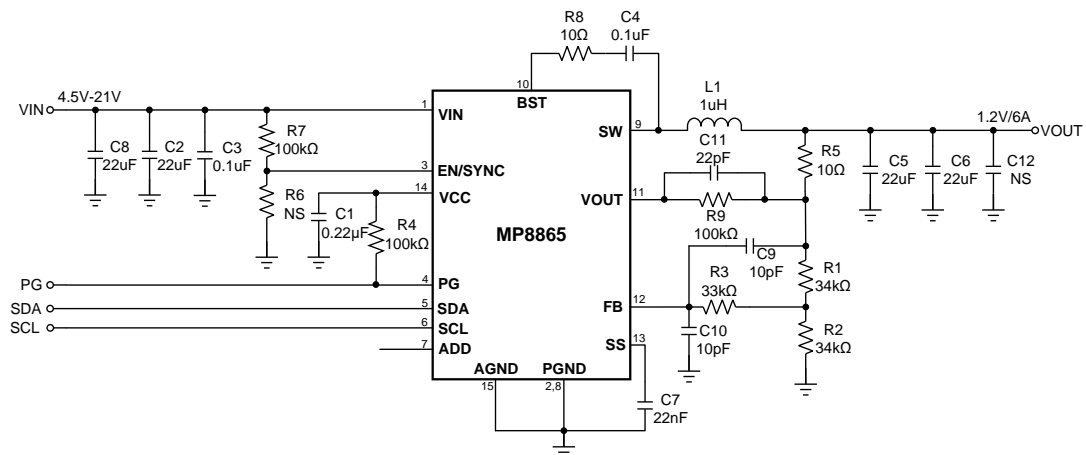 R8
10Ω
C4
0.1uF
10
BST
VIN
4.5V-21V
1
VIN
C8
22uF
C2
22uF
C3
0.1uF
R7
100kΩ
3
EN/SYNC
R6
NS
14
VCC
C1
0.22µF
R4
100kΩ
PG
4
PG
SDA
5
SDA
SCL
6
SCL
7
ADD
MP8865
AGND
15
PGND
2,8
SW
9
L1
1uH
1.2V/6A
VOUT
C11
22pF
R5
10Ω
C5
22uF
C6
22uF
C12
NS
VOUT
11
R9
100kΩ
C9
10pF
R1
34kΩ
R3
33kΩ
FB
12
C10
10pF
R2
34kΩ
SS
13
C7
22nF